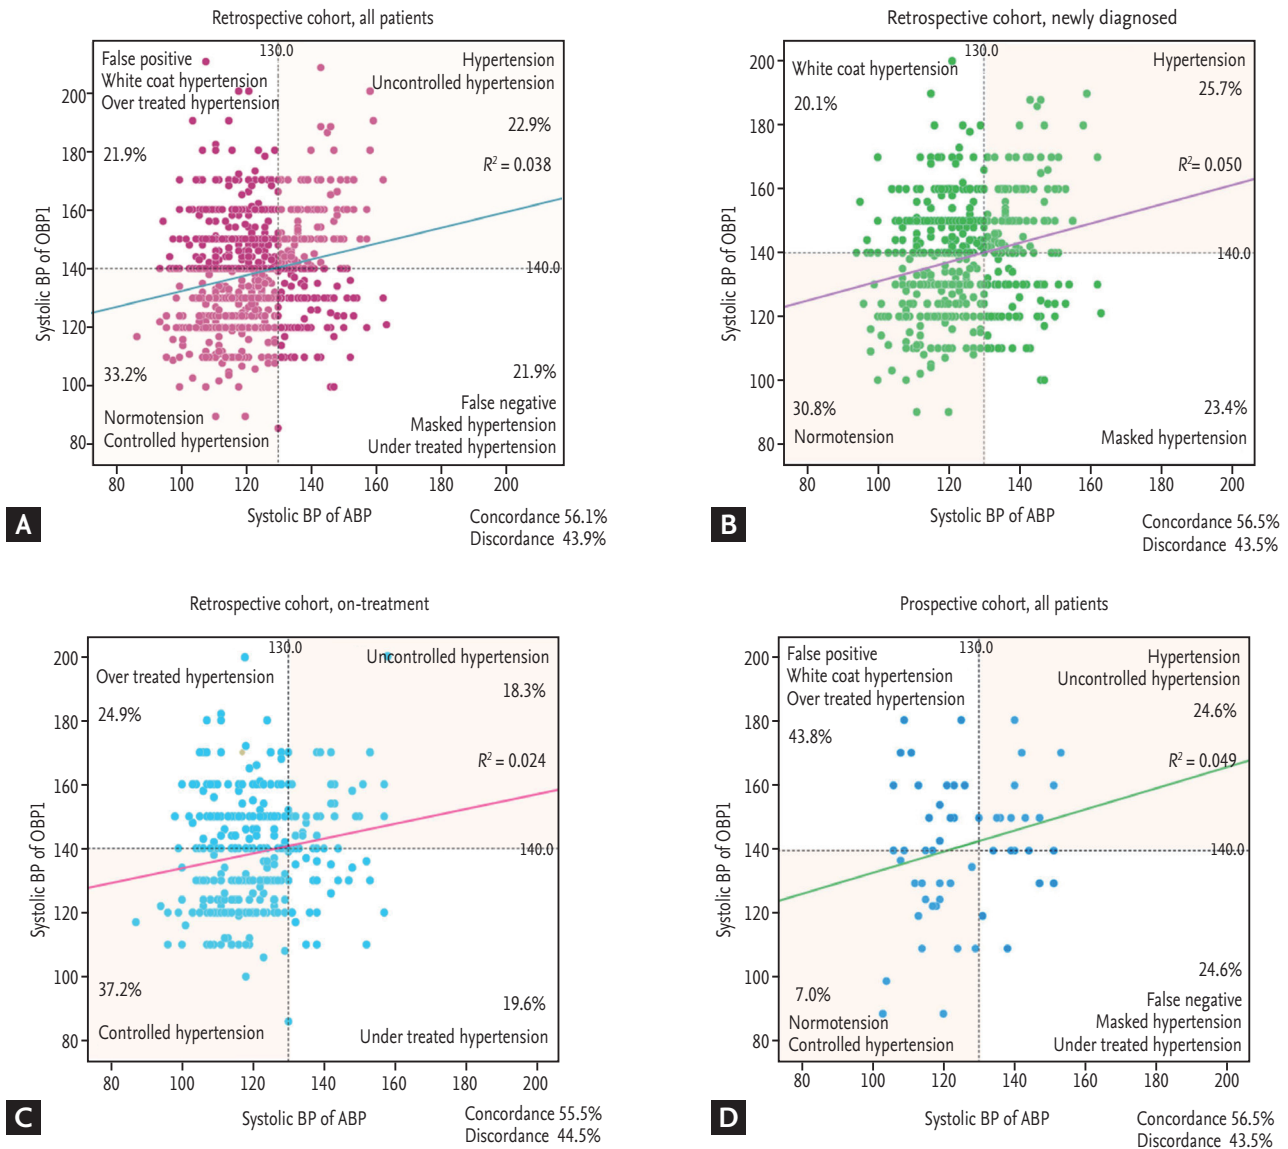 Retrospective cohort, all patients
130.0
False positive
White coat hypertension
Over treated hypertension
21.9%
Hypertension
Uncontrolled hypertension
22.9%
R² = 0.038
140.0
33.2%
Normotension
Controlled hypertension
21.9%
False negative
Masked hypertension
Under treated hypertension
200
180
160
140
120
100
80
Systolic BP of OBP1
80 100 120 140 160 180 200
Systolic BP of ABP
A
Concordance 56.1%
Discordance 43.9%
Retrospective cohort, newly diagnosed
130.0
White coat hypertension
20.1%
Hypertension
25.7%
R²= 0.050
140.0
30.8%
Normotension
23.4%
Masked hypertension
200
180
160
140
120
100
80
Systolic BP of OBP1
80 100 120 140 160 180 200
Systolic BP of ABP
B
Concordance 56.5%
Discordance 43.5%
Retrospective cohort, on-treatment
130.0
Over treated hypertension
24.9%
Uncontrolled hypertension
18.3%
R² = 0.024
140.0
37.2%
Controlled hypertension
19.6%
Under treated hypertension
200
180
160
140
120
100
80
Systolic BP of OBP1
80 100 120 140 160 180 200
Systolic BP of ABP
C
Concordance 55.5%
Discordance 44.5%
Prospective cohort, all patients
130.0
False positive
White coat hypertension
Over treated hypertension
43.8%
Hypertension
Uncontrolled hypertension
24.6%
R² = 0.049
140.0
7.0%
Normotension
Controlled hypertension
24.6%
False negative
Masked hypertension
Under treated hypertension
200
180
160
140
120
100
80
Systolic BP of OBP1
80 100 120 140 160 180 200
Systolic BP of ABP
D
Concordance 56.5%
Discordance 43.5%